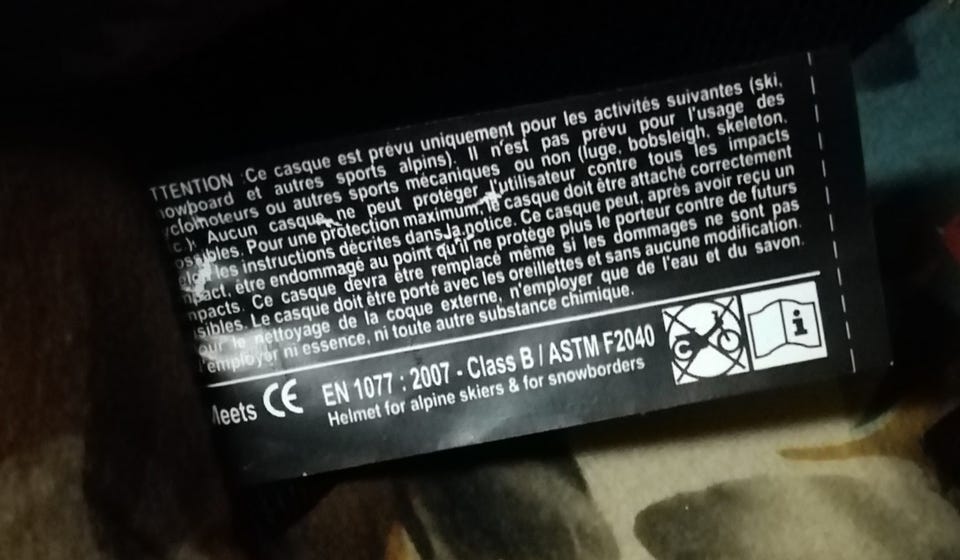 TTENTION : Ce casque est prévu uniquement pour les activités suivantes (ski,
nowboard et autres sports alpins). Il n'est pas prévu pour l'usage des
yclomoteurs ou autres sports mécaniques ou non (luge, bobsleigh, skeleton,
c.). Aucun casque ne peut protéger l'utilisateur contre tous les impacts
ossibles. Pour une protection maximum, le casque doit être attaché correctement
elon les instructions décrites dans la notice. Ce casque peut, après avoir reçu un
mpact, être endommagé au point qu'il ne protège plus le porteur contre de futurs
mpacts. Ce casque devra être remplacé même si les dommages ne sont pas
sibles. Le casque doit être porté avec les oreillettes et sans aucune modification.
our le nettoyage de la coque externe, n'employer que de l'eau et du savon.
l'employer ni essence, ni toute autre substance chimique.
Meets CE EN 1077 : 2007 - Class B / ASTM F2040
Helmet for alpine skiers & for snowborders